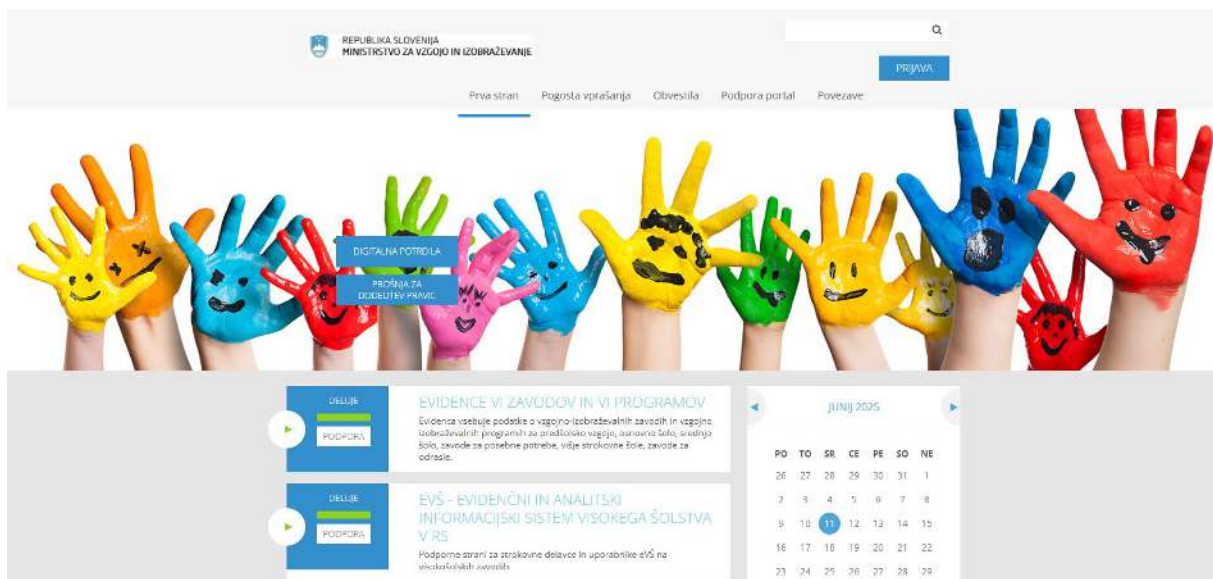 REPUBLIKA SLOVENIJA
MINISTRSTVO ZA VZGOJO IN IZOBRAŽEVANJE
PRIJAVA
Prva stran Pogosta vprašanja Obvestila Podpora portal Povezave
DIGITALNA POTRDILA
PROŠNJA ZA
DODELITEV PRAVIC
DELUJE
PODPORA
EVIDENCE VI ZAVODOV IN VI PROGRAMOV
Evidenca vsebuje podatke o vzgojno-izobraževalnih zavodih in vzgojno
izobraževalnih programih za predšolsko vzgojo, osnovno šolo, srednjo
šolo, zavode za posebne potrebe, višje strokovne šole, zavode za
odrasle.
DELUJE
PODPORA
EVŠ - EVIDENČNI IN ANALITSKI
INFORMACIJSKI SISTEM VISOKEGA ŠOLSTVA
V RS
Podporne strani za strokovne delavce in uporabnike eVŠ na
visokošolskih zavodih
JUNIJ 2025
PO TO SR CE PE SO NE
26 27 28 29 30 31 1
2 3 4 5 6 7 8
9 10 11 12 13 14 15
16 17 18 19 20 21 22
23 24 25 26 27 28 29